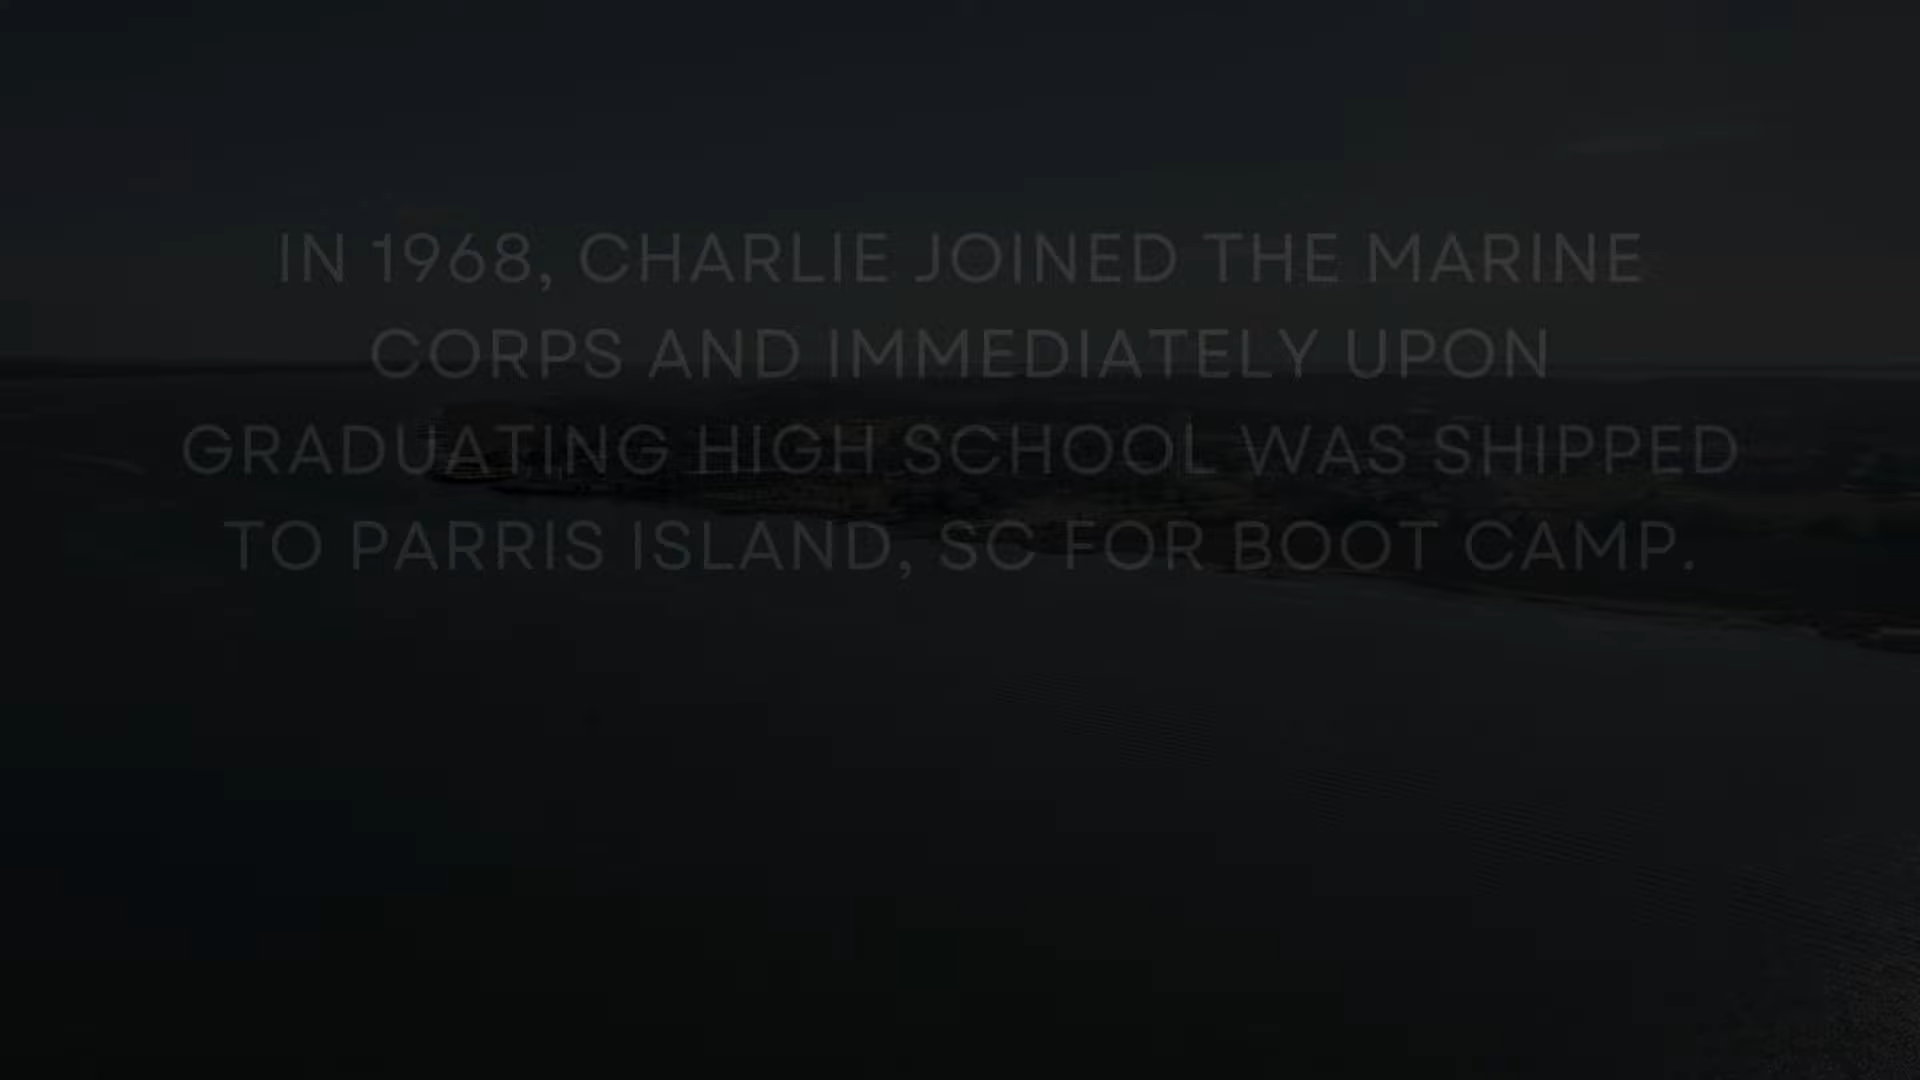 IN 1968, CHARLIE JOINED THE MARINE
CORPS AND IMMEDIATELY UPON
GRADUATING HIGH SCHOOL WAS SHIPPED
TO PARRIS ISLAND, SC FOR BOOT CAMP.